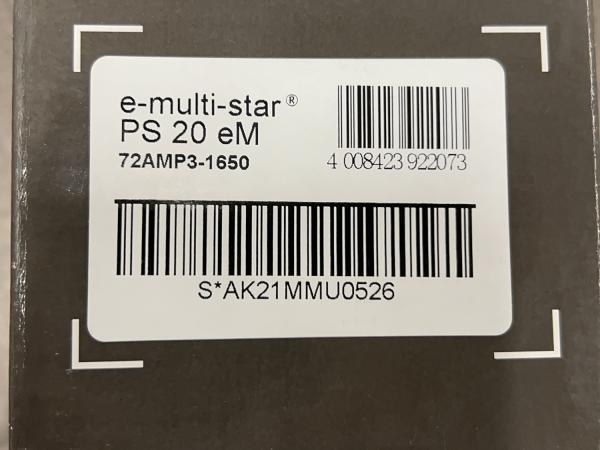 e-multi-star®
PS 20 eM
72AMP3-1650
4 008423 922073
S*AK21MMU0526